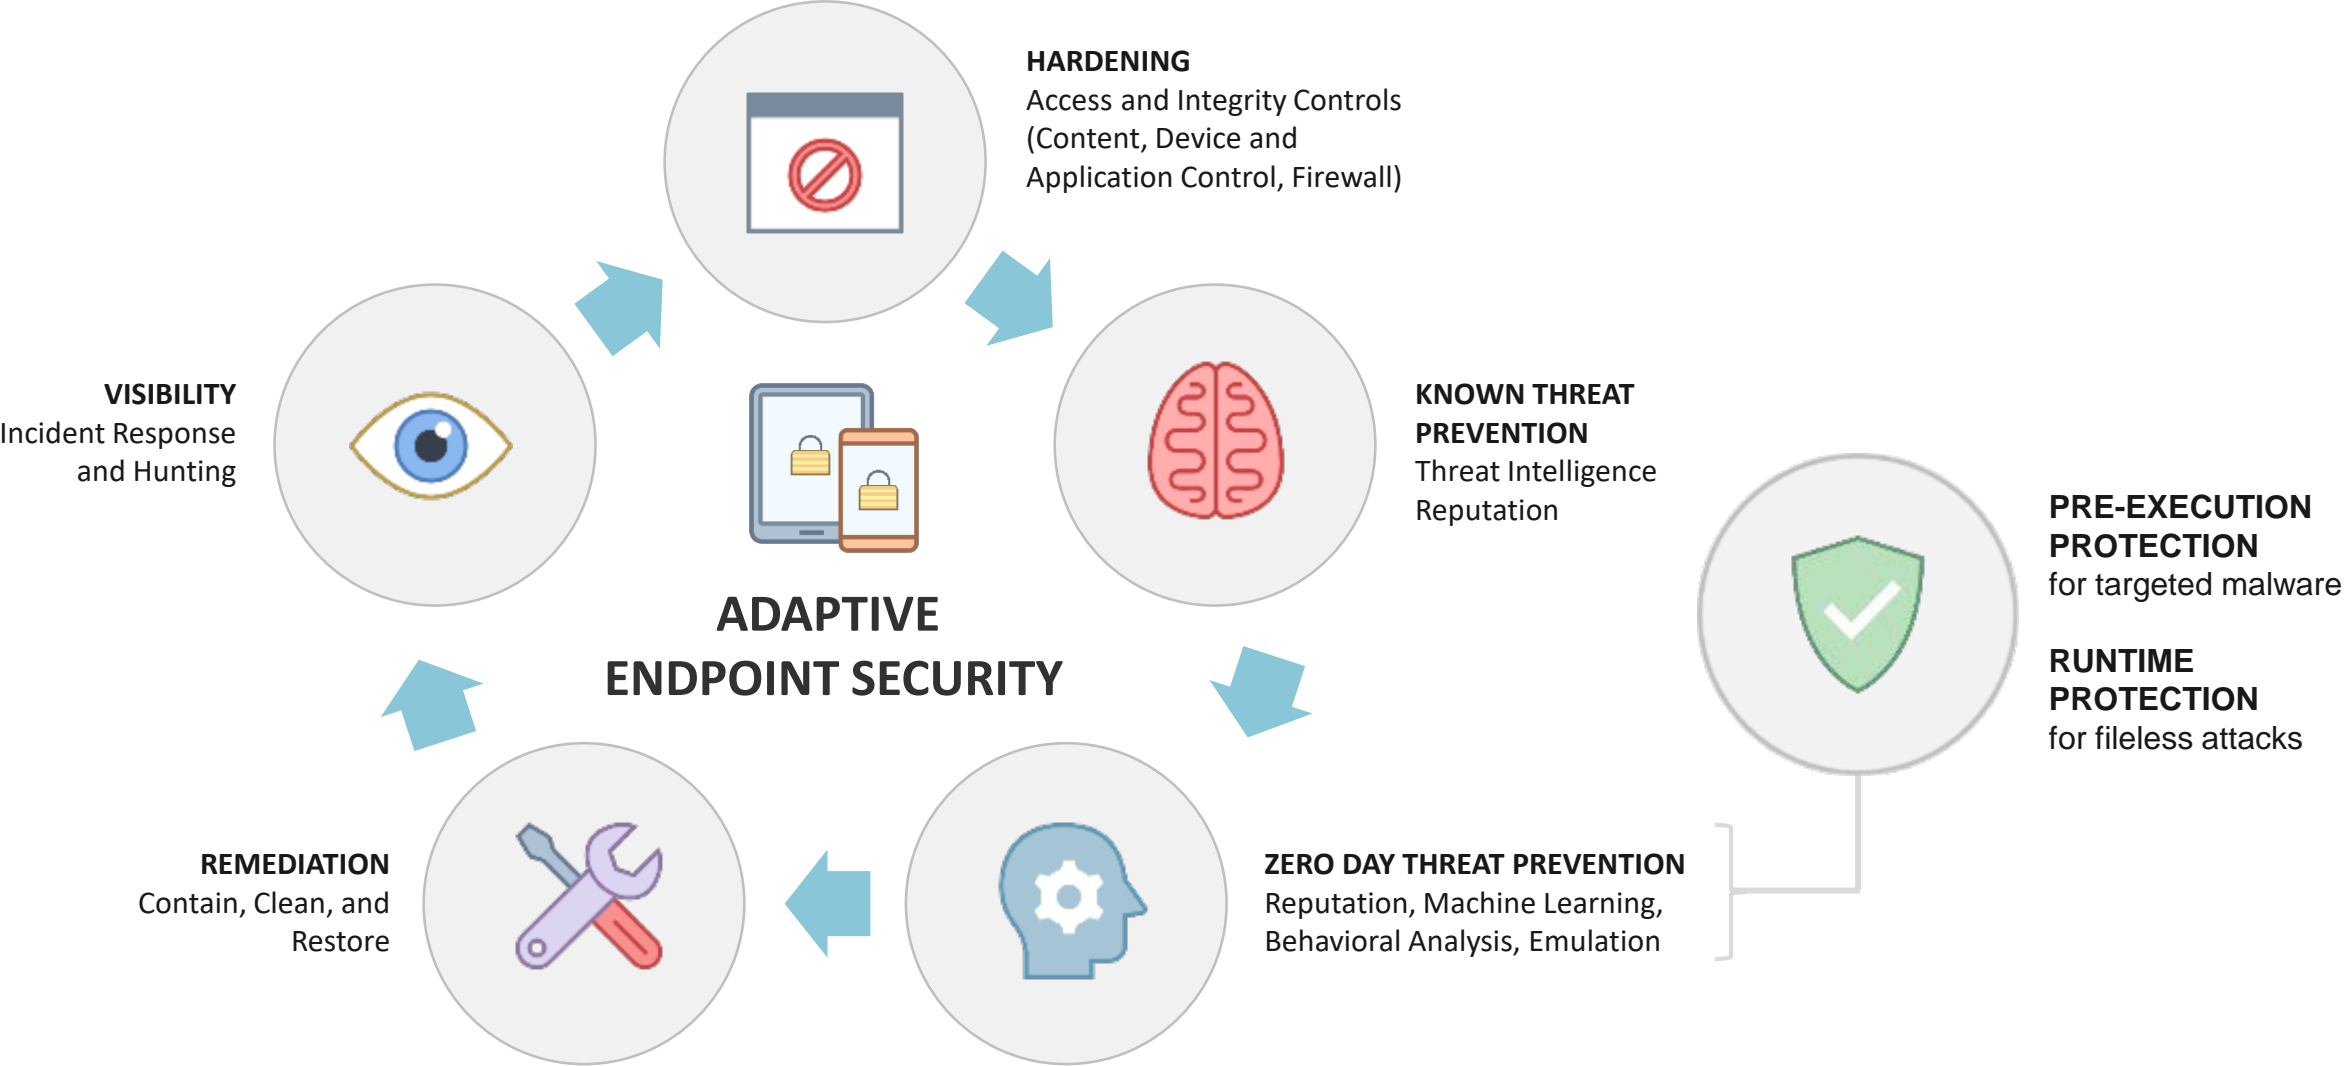 HARDENING
Access and Integrity Controls
(Content, Device and
Application Control, Firewall)
VISIBILITY
Incident Response
and Hunting
KNOWN THREAT
PREVENTION
Threat Intelligence
Reputation
PRE-EXECUTION
PROTECTION
for targeted malware
RUNTIME
PROTECTION
for fileless attacks
ADAPTIVE
ENDPOINT SECURITY
REMEDIATION
Contain, Clean, and
Restore
ZERO DAY THREAT PREVENTION
Reputation, Machine Learning,
Behavioral Analysis, Emulation